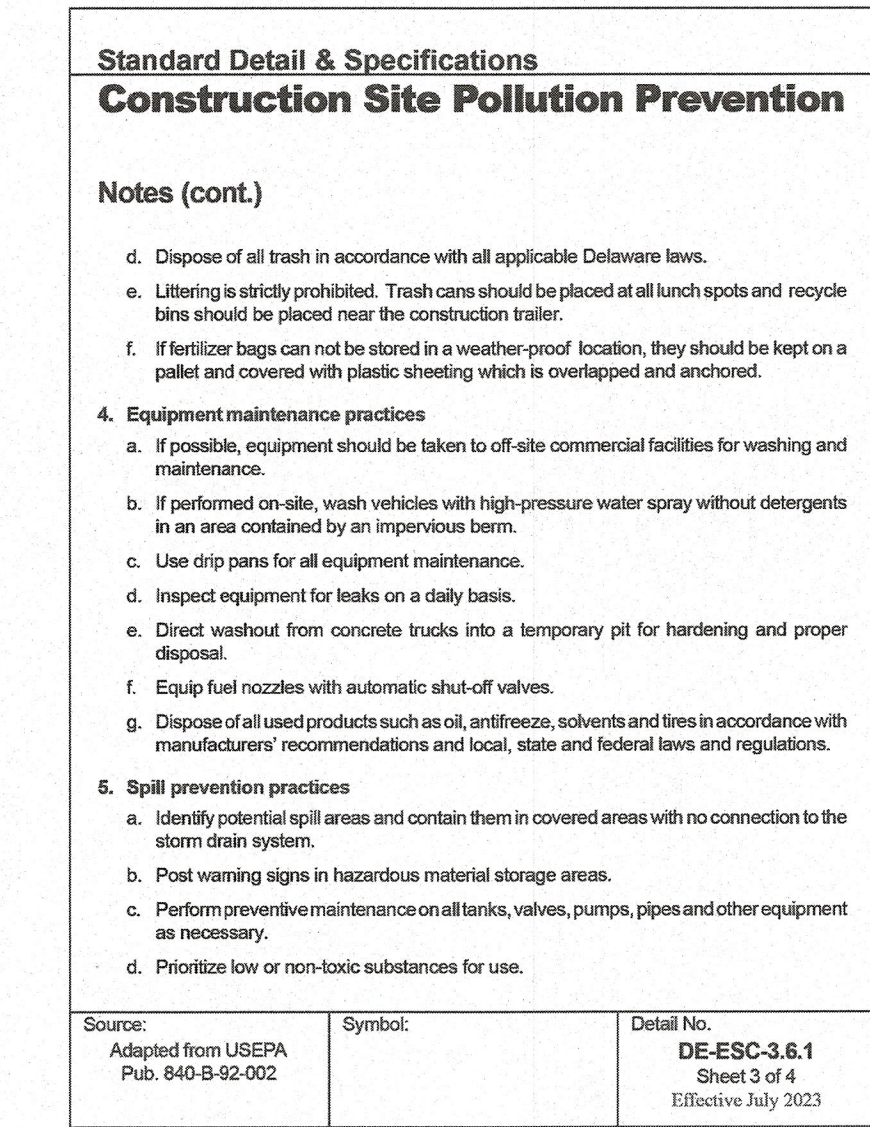 Standard Detail & Specifications
Construction Site Pollution Prevention
Notes (cont.)
d. Dispose of all trash in accordance with all applicable Delaware laws.
e. Littering is strictly prohibited. Trash cans should be placed at all lunch spots and recycle
bins should be placed near the construction trailer.
f. If fertilizer bags can not be stored in a weather-proof location, they should be kept on a
pallet and covered with plastic sheeting which is overlapped and anchored.
4. Equipment maintenance practices
a. If possible, equipment should be taken to off-site commercial facilities for washing and
maintenance.
b. If performed on-site, wash vehicles with high-pressure water spray without detergents
in an area contained by an impervious berm.
c. Use drip pans for all equipment maintenance.
d. Inspect equipment for leaks on a daily basis.
e. Direct washout from concrete trucks into a temporary pit for hardening and proper
disposal.
f. Equip fuel nozzles with automatic shut-off valves.
g. Dispose of all used products such as oil, antifreeze, solvents and tires in accordance with
manufacturers' recommendations and local, state and federal laws and regulations.
5. Spill prevention practices
a. Identify potential spill areas and contain them in covered areas with no connection to the
storm drain system.
b. Post warning signs in hazardous material storage areas.
c. Perform preventive maintenance on all tanks, valves, pumps, pipes and other equipment
as necessary.
d. Prioritize low or non-toxic substances for use.
Source:
Adapted from USEPA
Pub. 840-B-92-002
Symbol:
Detail No.
DE-ESC-3.6.1
Sheet 3 of 4
Effective July 2023